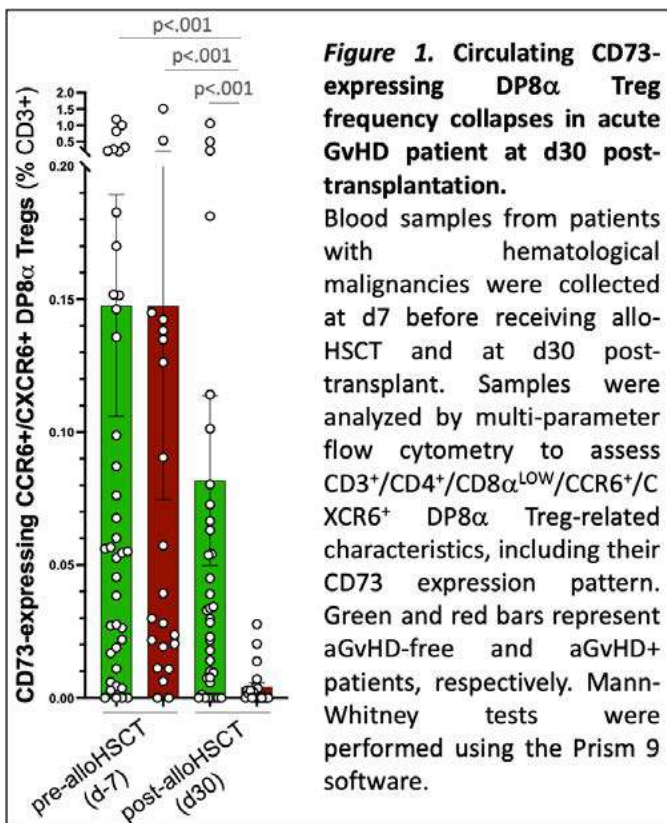 p<.001
p<.001
p<.001
2.0
1.5
1.0
0.5
0.20
0.15
0.10
0.05
0.00
CD73-expressing CCR6+/CXCR6+ DP8α Tregs (% CD3+)
pre-alloHSCT
(d-7)
post-alloHSCT
(d30)
Figure 1. Circulating CD73-
expressing DP8α Treg
frequency collapses in acute
GvHD patient at d30 post-
transplantation.
Blood samples from patients
with hematological
malignancies were collected
at d7 before receiving allo-
HSCT and at d30 post-
transplant. Samples were
analyzed by multi-parameter
flow cytometry to assess
CD3⁺/CD4⁺/CD8αᴸᴼᵂ/CCR6⁺/C
XCR6⁺ DP8α Treg-related
characteristics, including their
CD73 expression pattern.
Green and red bars represent
aGvHD-free and aGvHD+
patients, respectively. Mann-
Whitney tests were
performed using the Prism 9
software.